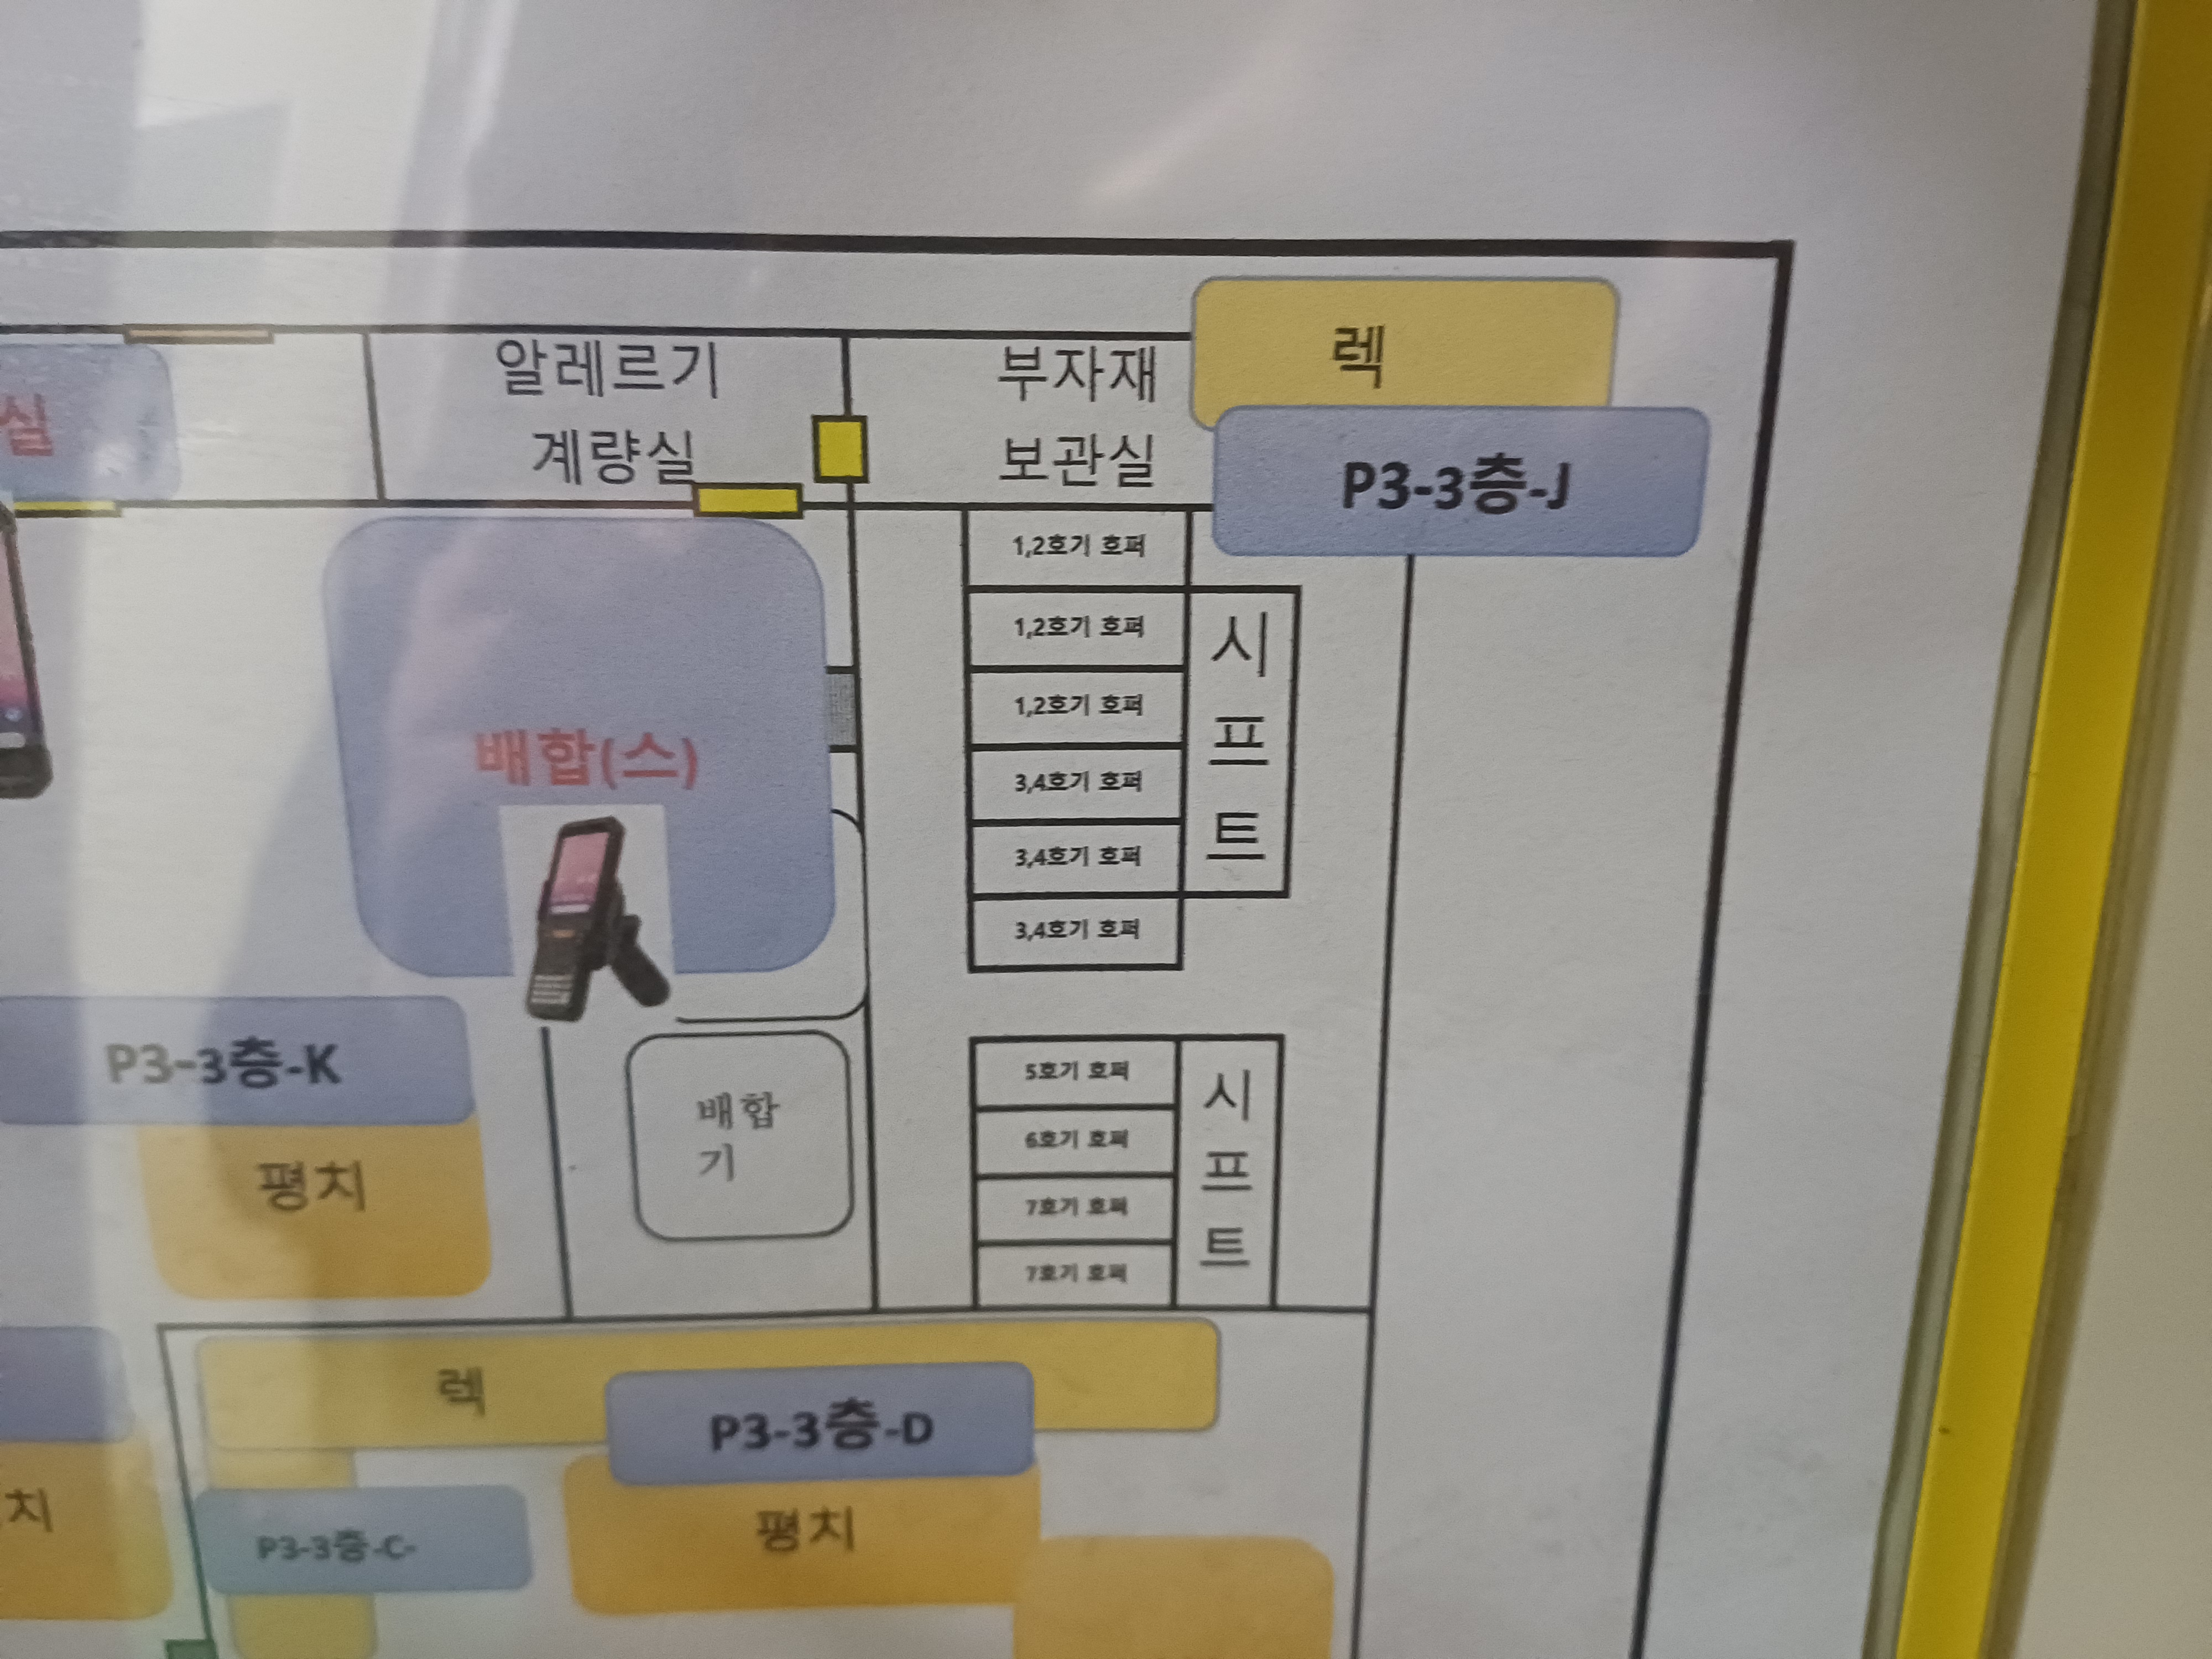 렉
알레르기
계량실
부자재
보관실
P3-3층-J
실
1,2호기 호퍼
1,2호기 호퍼
1,2호기 호퍼
3,4호기 호퍼
3,4호기 호퍼
3,4호기 호퍼
시
프
트
배합(스)
P3-3층-K
평치
배합
기
5호기 호퍼
6호기 호퍼
7호기 호퍼
7호기 호퍼
시
프
트
렉
P3-3층-D
평치
치
P3-3층-C-